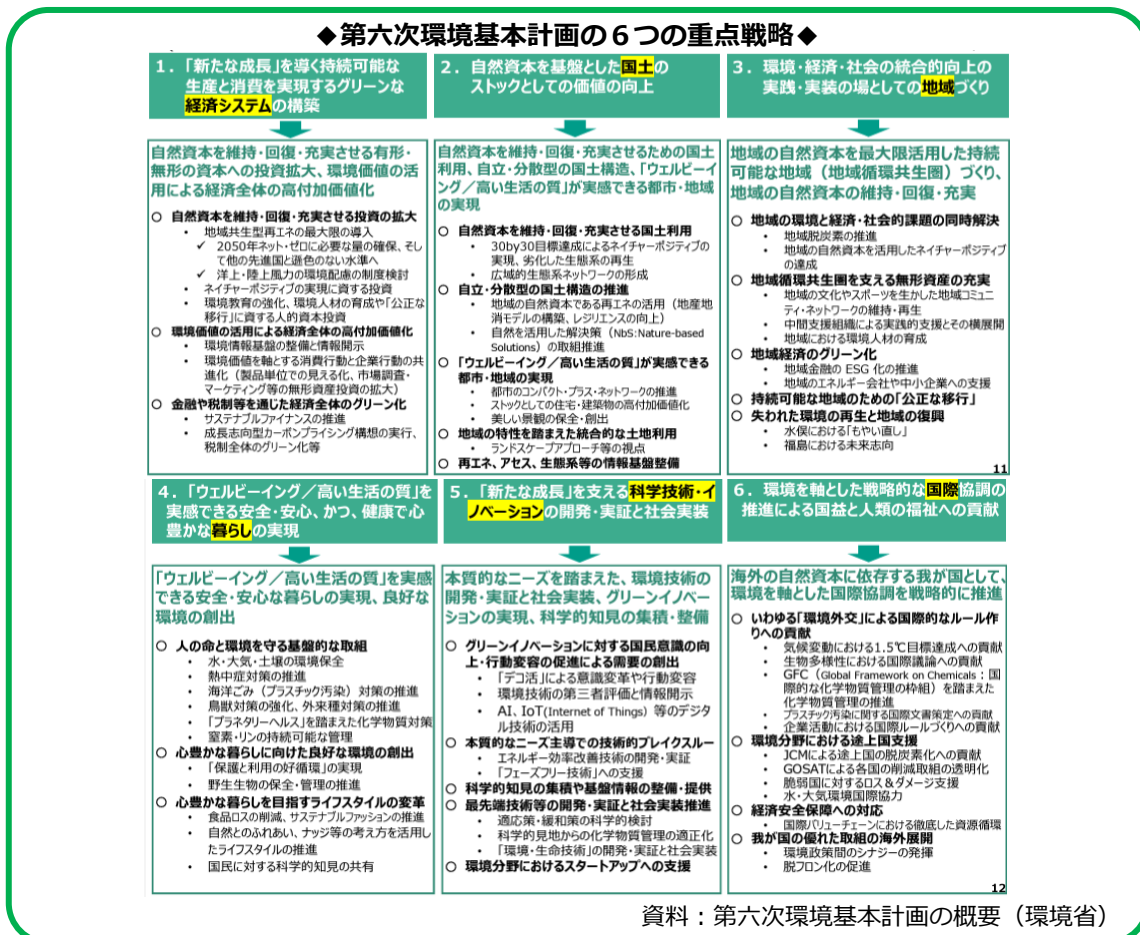 ◆第六次環境基本計画の６つの重点戦略◆
１．「新たな成長」を導く持続可能な
生産と消費を実現するグリーンな
経済システムの構築
自然資本を維持・回復・充実させる有形・
無形の資本への投資拡大、環境価値の活
用による経済全体の高付加価値化
○ 自然資本を維持・回復・充実させる投資の拡大
・ 地域共生型再エネの最大限の導入
✓ 2050年ネット・ゼロに必要な量の確保、そし
て他の先進国と遜色のない水準へ
✓ 洋上・陸上風力の環境配慮の制度検討
・ ネイチャーポジティブの実現に資する投資
・ 環境教育の強化、環境人材の育成や「公正な
移行」に資する人的資本投資
○ 環境価値の活用による経済全体の高付加価値化
・ 環境情報基盤の整備と情報開示
・ 環境価値を軸とする消費行動と企業行動の共
進化（製品単位での見える化、市場調査・
マーケティング等の無形資産投資の拡大）
○ 金融や税制等を通じた経済全体のグリーン化
・ サステナブルファイナンスの推進
・ 成長志向型カーボンプライシング構想の実行、
税制全体のグリーン化等
２．自然資本を基盤とした国土の
ストックとしての価値の向上
自然資本を維持・回復・充実させるための国土
利用、自立・分散型の国土構造、「ウェルビーイ
ング／高い生活の質」が実感できる都市・地域
の実現
○ 自然資本を維持・回復・充実させる国土利用
・ 30by30目標達成によるネイチャーポジティブの
実現、劣化した生態系の再生
・ 広域的生態系ネットワークの形成
○ 自立・分散型の国土構造の推進
・ 地域の自然資本である再エネの活用（地産地
消モデルの構築、レジリエンスの向上）
・ 自然を活用した解決策（NbS:Nature-based
Solutions）の取組推進
○ 「ウェルビーイング／高い生活の質」が実感できる
都市・地域の実現
・ 都市のコンパクト・プラス・ネットワークの推進
・ ストックとしての住宅・建築物の高付加価値化
・ 美しい景観の保全・創出
○ 地域の特性を踏まえた統合的な土地利用
・ ランドスケープアプローチ等の視点
○ 再エネ、アセス、生態系等の情報基盤整備
３．環境・経済・社会の統合的向上の
実践・実装の場としての地域づくり
地域の自然資本を最大限活用した持続
可能な地域（地域循環共生圏）づくり、
地域の自然資本の維持・回復・充実
○ 地域の環境と経済・社会的課題の同時解決
・ 地域脱炭素の推進
・ 地域の自然資本を活用したネイチャーポジティブ
の達成
○ 地域循環共生圏を支える無形資産の充実
・ 地域の文化やスポーツを生かした地域コミュニ
ティ・ネットワークの維持・再生
・ 中間支援組織による実践的支援とその横展開
・ 地域における環境人材の育成
○ 地域経済のグリーン化
・ 地域金融の ESG 化の推進
・ 地域のエネルギー会社や中小企業への支援
○ 持続可能な地域のための「公正な移行」
○ 失われた環境の再生と地域の復興
・ 水俣における「もやい直し」
・ 福島における未来志向
11
４．「ウェルビーイング／高い生活の質」を
実感できる安全・安心、かつ、健康で心
豊かな暮らしの実現
「ウェルビーイング／高い生活の質」を実感
できる安全・安心な暮らしの実現、良好な
環境の創出
○ 人の命と環境を守る基盤的な取組
・ 水・大気・土壌の環境保全
・ 熱中症対策の推進
・ 海洋ごみ（プラスチック汚染）対策の推進
・ 鳥獣対策の強化、外来種対策の推進
・ 「プラネタリーヘルス」を踏まえた化学物質対策
・ 窒素・リンの持続可能な管理
○ 心豊かな暮らしに向けた良好な環境の創出
・ 「保護と利用の好循環」の実現
・ 野生生物の保全・管理の推進
○ 心豊かな暮らしを目指すライフスタイルの変革
・ 食品ロスの削減、サステナブルファッションの推進
・ 自然とのふれあい、ナッジ等の考え方を活用し
たライフスタイルの推進
・ 国民に対する科学的知見の共有
５．「新たな成長」を支える科学技術・イ
ノベーションの開発・実証と社会実装
本質的なニーズを踏まえた、環境技術の
開発・実証と社会実装、グリーンイノベー
ションの実現、科学的知見の集積・整備
○ グリーンイノベーションに対する国民意識の向
上・行動変容の促進による需要の創出
・ 「デコ活」による意識変革や行動変容
・ 環境技術の第三者評価と情報開示
・ AI、IoT(Internet of Things）等のデジタ
ル技術の活用
○ 本質的なニーズ主導での技術的ブレイクスルー
・ エネルギー効率改善技術の開発・実証
・ 「フェーズフリー技術」への支援
○ 科学的知見の集積や基盤情報の整備・提供
○ 最先端技術等の開発・実証と社会実装推進
・ 適応策・緩和策の科学的検討
・ 科学的見地からの化学物質管理の適正化
・ 「環境・生命技術」の開発・実証と社会実装
○ 環境分野におけるスタートアップへの支援
６．環境を軸とした戦略的な国際協調の
推進による国益と人類の福祉への貢献
海外の自然資本に依存する我が国として、
環境を軸とした国際協調を戦略的に推進
○ いわゆる「環境外交」による国際的なルール作
りへの貢献
・ 気候変動における1.5℃目標達成への貢献
・ 生物多様性における国際議論への貢献
・ GFC（Global Framework on Chemicals：国
際的な化学物質管理の枠組）を踏まえた
化学物質管理の推進
・ プラスチック汚染に関する国際文書策定への貢献
・ 企業活動における国際ルールづくりへの貢献
○ 環境分野における途上国支援
・ JCMによる途上国の脱炭素化への貢献
・ GOSATによる各国の削減取組の透明化
・ 脆弱国に対するロス＆ダメージ支援
・ 水・大気環境国際協力
○ 経済安全保障への対応
・ 国際バリューチェーンにおける徹底した資源循環
○ 我が国の優れた取組の海外展開
・ 環境政策間のシナジーの発揮
・ 脱フロン化の促進
12
資料：第六次環境基本計画の概要（環境省）